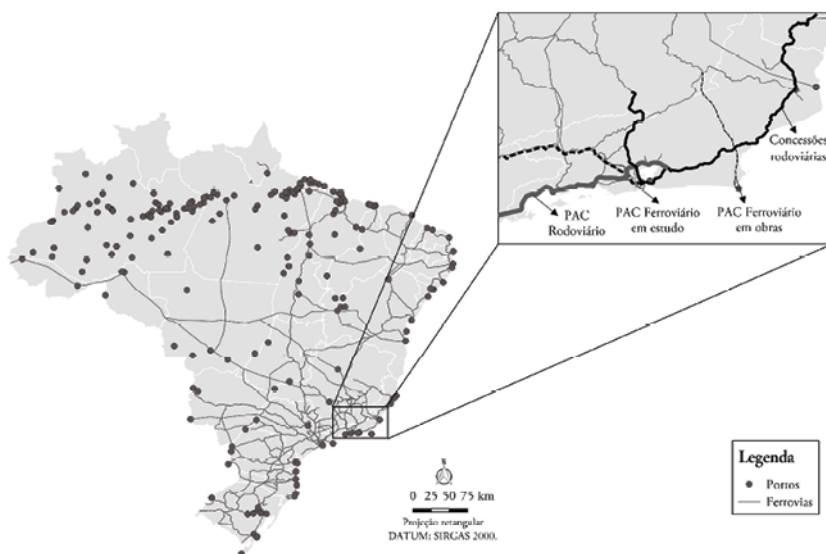 Concessões
rodoviárias
PAC
Rodoviário
PAC Ferroviário
em estudo
PAC Ferroviário
em obras
N
0 25 50 75 km
Projeção retangular
DATUM: SIRGAS 2000.
Legenda
Portos
Ferrovias